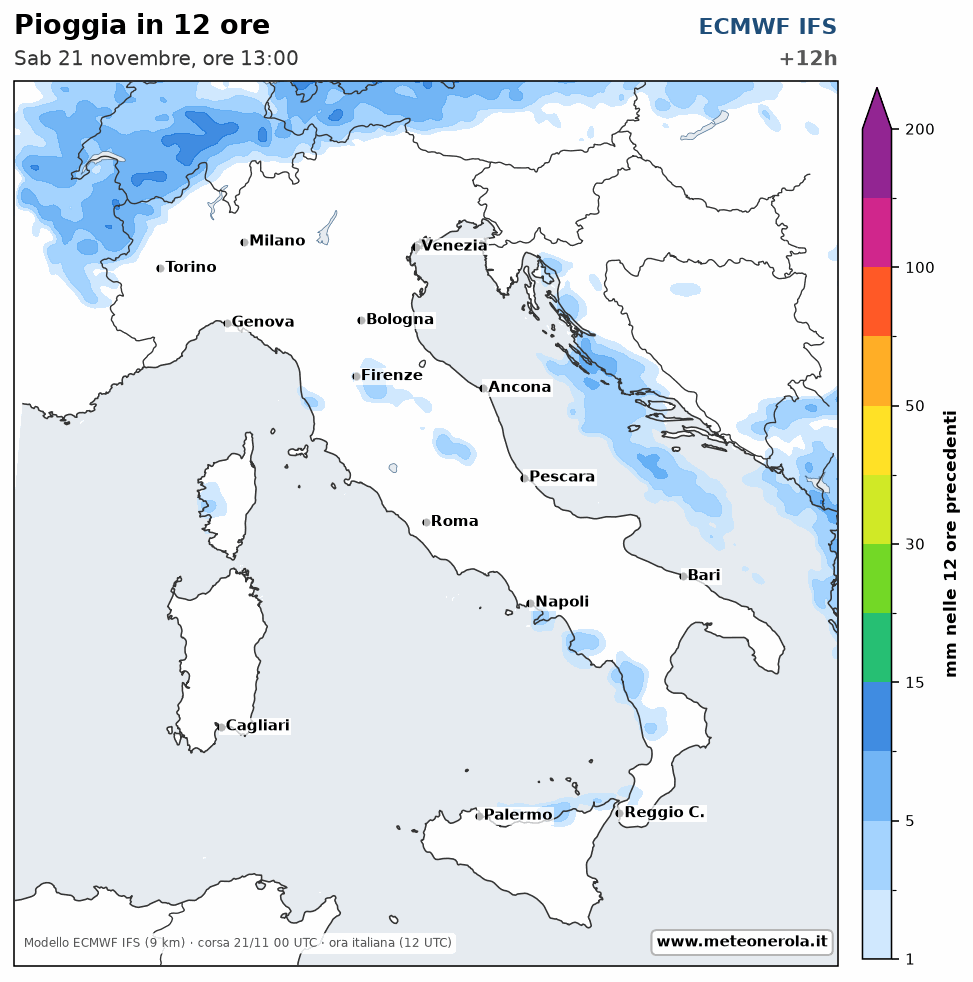 Pioggia in 12 ore
ECMWF IFS
Sab 21 novembre, ore 13:00
+12h
Milano
Venezia
Torino
Genova
Bologna
Firenze
Ancona
Pescara
Roma
Bari
Napoli
Cagliari
Palermo
Reggio C.
200
100
50
30
15
5
1
mm nelle 12 ore precedenti
Modello ECMWF IFS (9 km) · corsa 21/11 00 UTC · ora italiana (12 UTC)
www.meteonerola.it